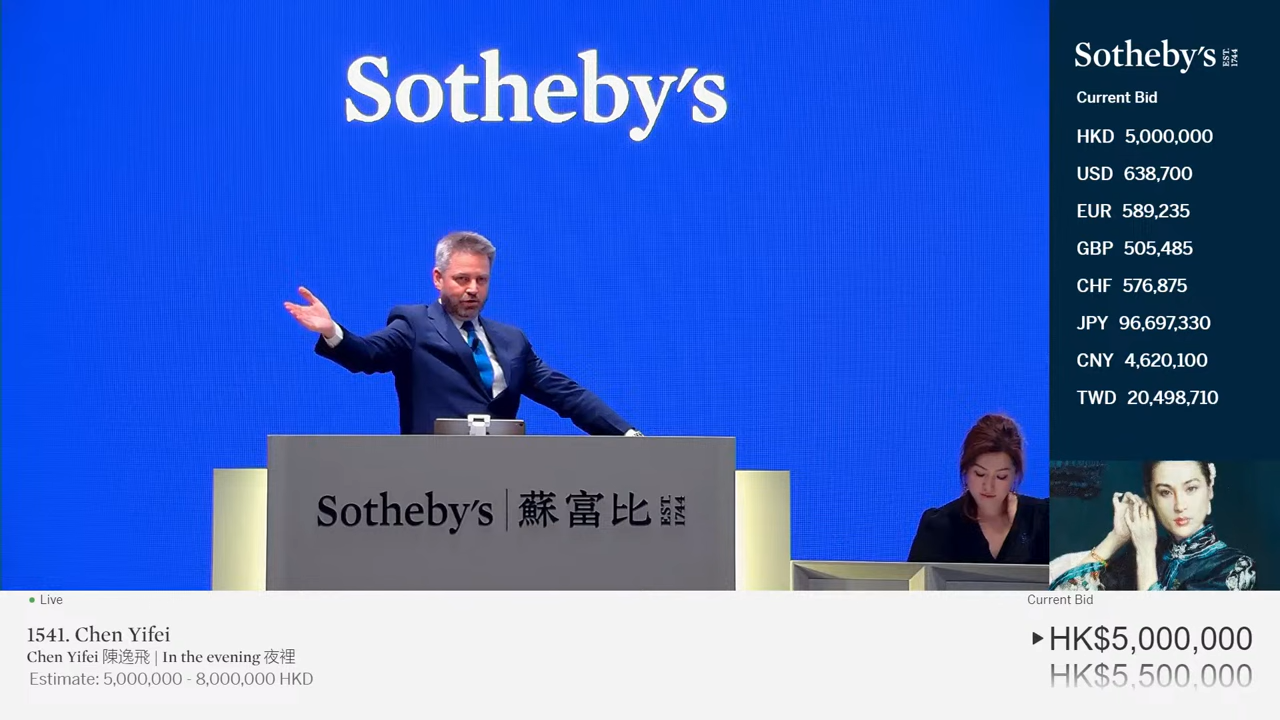 Sotheby's
Sotheby's | 蘇富比 EST. 1744
Sotheby's EST. 1744
Current Bid
HKD 5,000,000
USD 638,700
EUR 589,235
GBP 505,485
CHF 576,875
JPY 96,697,330
CNY 4,620,100
TWD 20,498,710
Live
1541. Chen Yifei
Chen Yifei 陳逸飛 | In the evening 夜裡
Estimate: 5,000,000 - 8,000,000 HKD
Current Bid
HK$5,000,000
HK$5,500,000